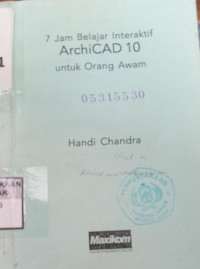 7 Jam Belajar Interaktif
ArchiCAD 10
untuk Orang Awam
05315530
Handi Chandra
Maxikom